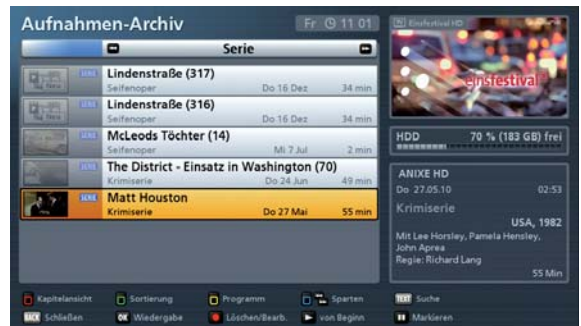 Aufnahmen-Archiv
Fr 11 01
Serie
SERIE Lindenstraße (317)
Seifenoper Do 16 Dez 34 min
SERIE Lindenstraße (316)
Seifenoper Do 16 Dez 34 min
SERIE McLeods Töchter (14)
Seifenoper Mi 7 Jul 2 min
SERIE The District - Einsatz in Washington (70)
Krimiserie Do 24 Jun 49 min
SERIE Matt Houston
Krimiserie Do 27 Mai 55 min
Einsfestival HD
einsfestival
HDD 70 % (183 GB) frei
ANIXE HD
Do 27.05.10 02:53
Krimiserie
USA, 1982
Mit Lee Horsley, Pamela Hensley,
John Aprea
Regie: Richard Lang
55 Min
Kapitelansicht Sortierung Programm Sparten TEXT Suche
BACK Schließen OK Wiedergabe Löschen/Bearb. von Beginn Markieren